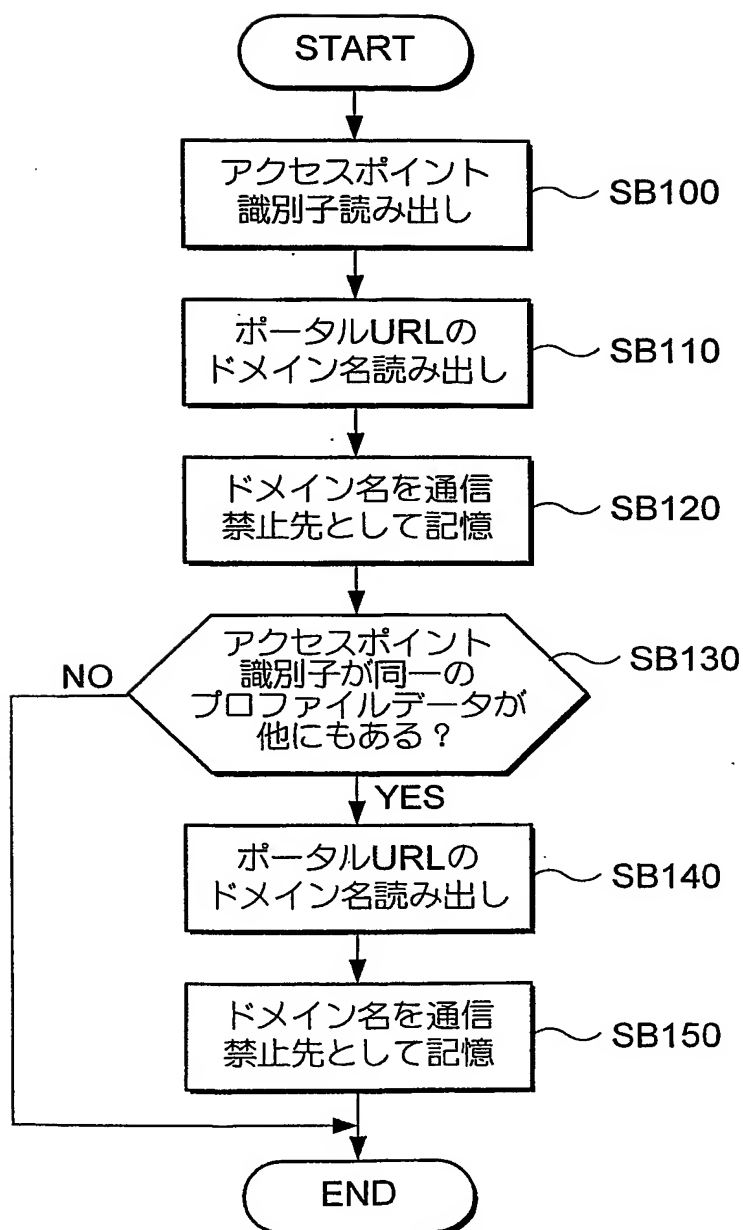 START
アクセスポイント
識別子読み出し
SB100
ポータルURLの
ドメイン名読み出し
SB110
ドメイン名を通信
禁止先として記憶
SB120
アクセスポイント
識別子が同一の
プロファイルデータが
他にもある？
SB130
NO
YES
ポータルURLの
ドメイン名読み出し
SB140
ドメイン名を通信
禁止先として記憶
SB150
END